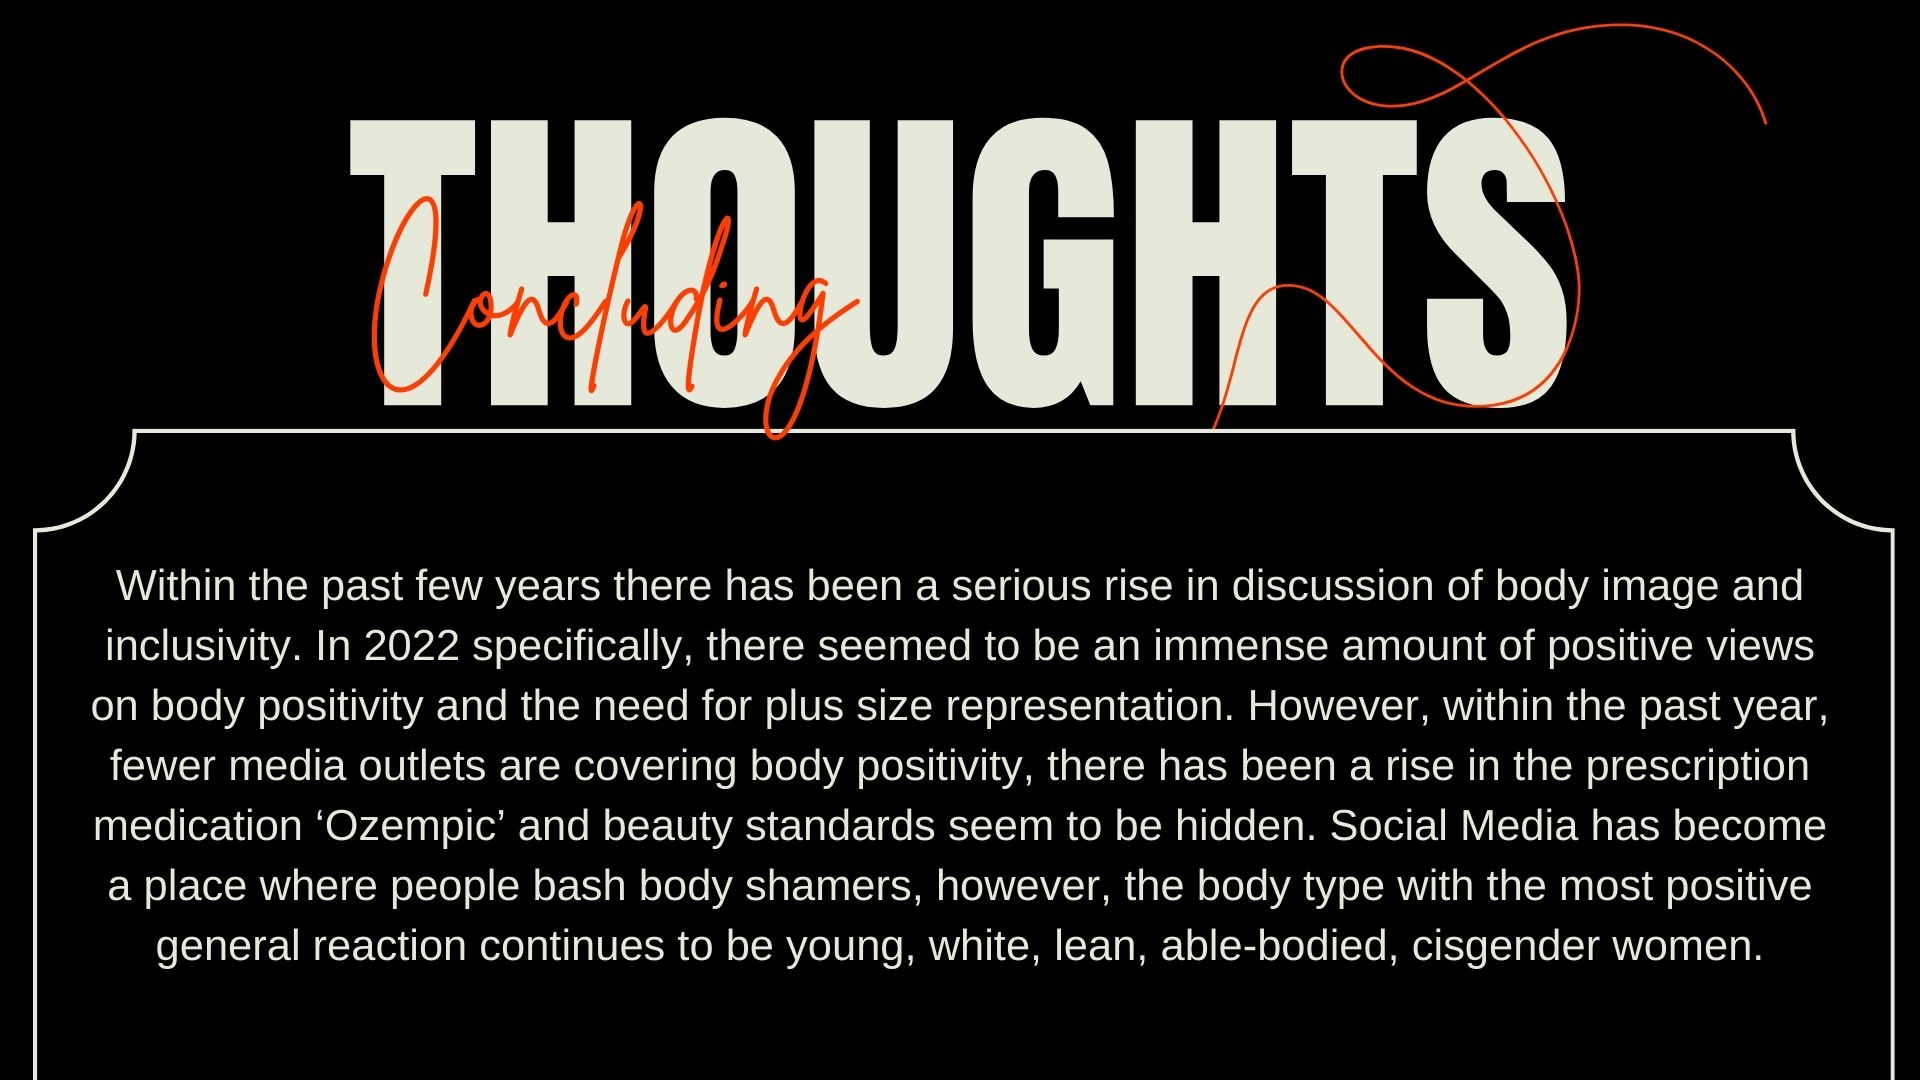 Concluding
THOUGHTS
Within the past few years there has been a serious rise in discussion of body image and
inclusivity. In 2022 specifically, there seemed to be an immense amount of positive views
on body positivity and the need for plus size representation. However, within the past year,
fewer media outlets are covering body positivity, there has been a rise in the prescription
medication ‘Ozempic’ and beauty standards seem to be hidden. Social Media has become
a place where people bash body shamers, however, the body type with the most positive
general reaction continues to be young, white, lean, able-bodied, cisgender women.